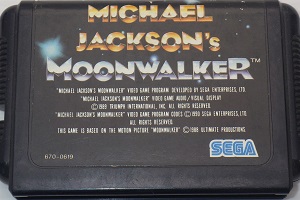 MICHAEL
JACKSON'S
MOONWALKER™
"MICHAEL JACKSON'S MOONWALKER" VIDEO GAME PROGRAM DEVELOPED BY SEGA ENTERPRISES, LTD.
"MICHAEL JACKSON'S MOONWALKER" VIDEO GAME AUDIO/VISUAL DISPLAY
©1989 TRIUMPH INTERNATIONAL, INC. ALL RIGHTS RESERVED.
"MICHAEL JACKSON'S MOONWALKER" VIDEO GAME PROGRAM CODES ©1990 SEGA ENTERPRISES, LTD.
ALL RIGHTS RESERVED.
THIS GAME IS BASED ON THE MOTION PICTURE "MOONWALKER" ©1988 ULTIMATE PRODUCTIONS
670-0619
SEGA